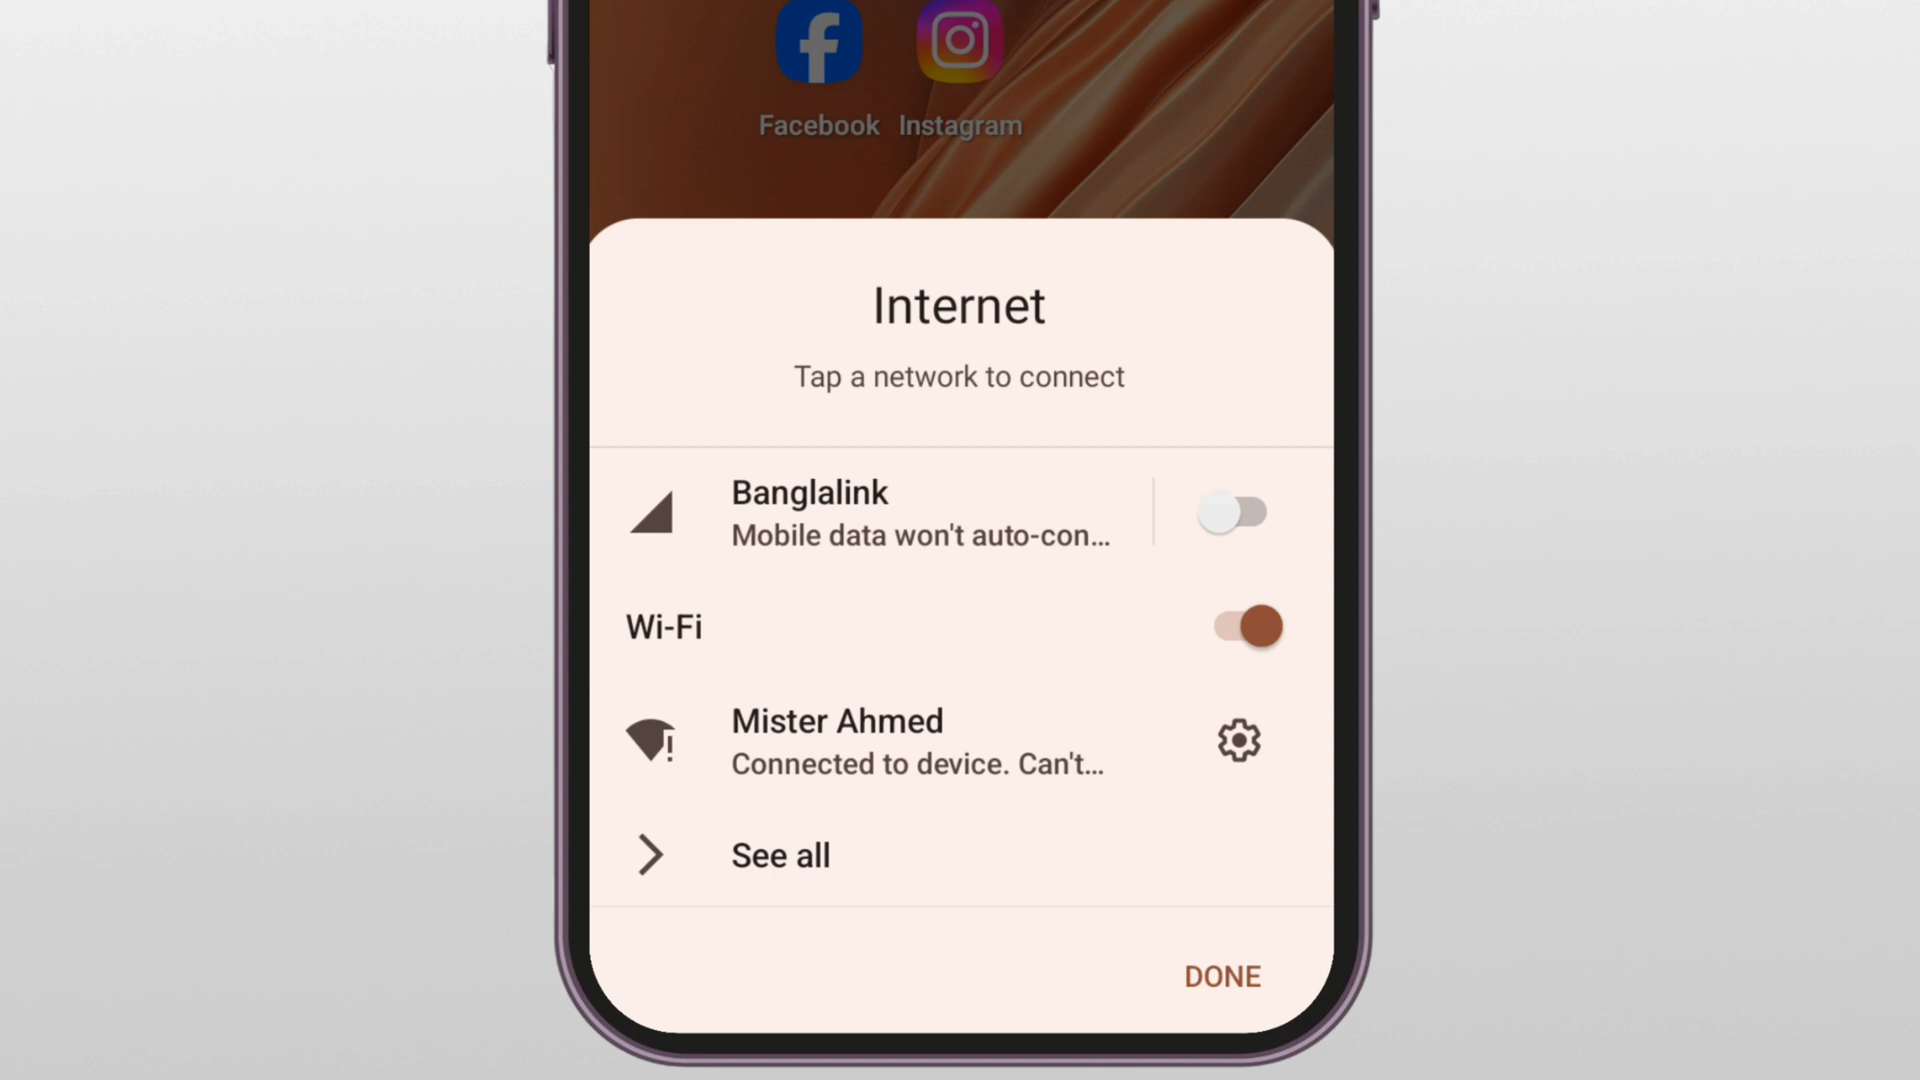 Facebook Instagram
Internet
Tap a network to connect
Banglalink
Mobile data won't auto-con...
Wi-Fi
Mister Ahmed
Connected to device. Can't...
See all
DONE